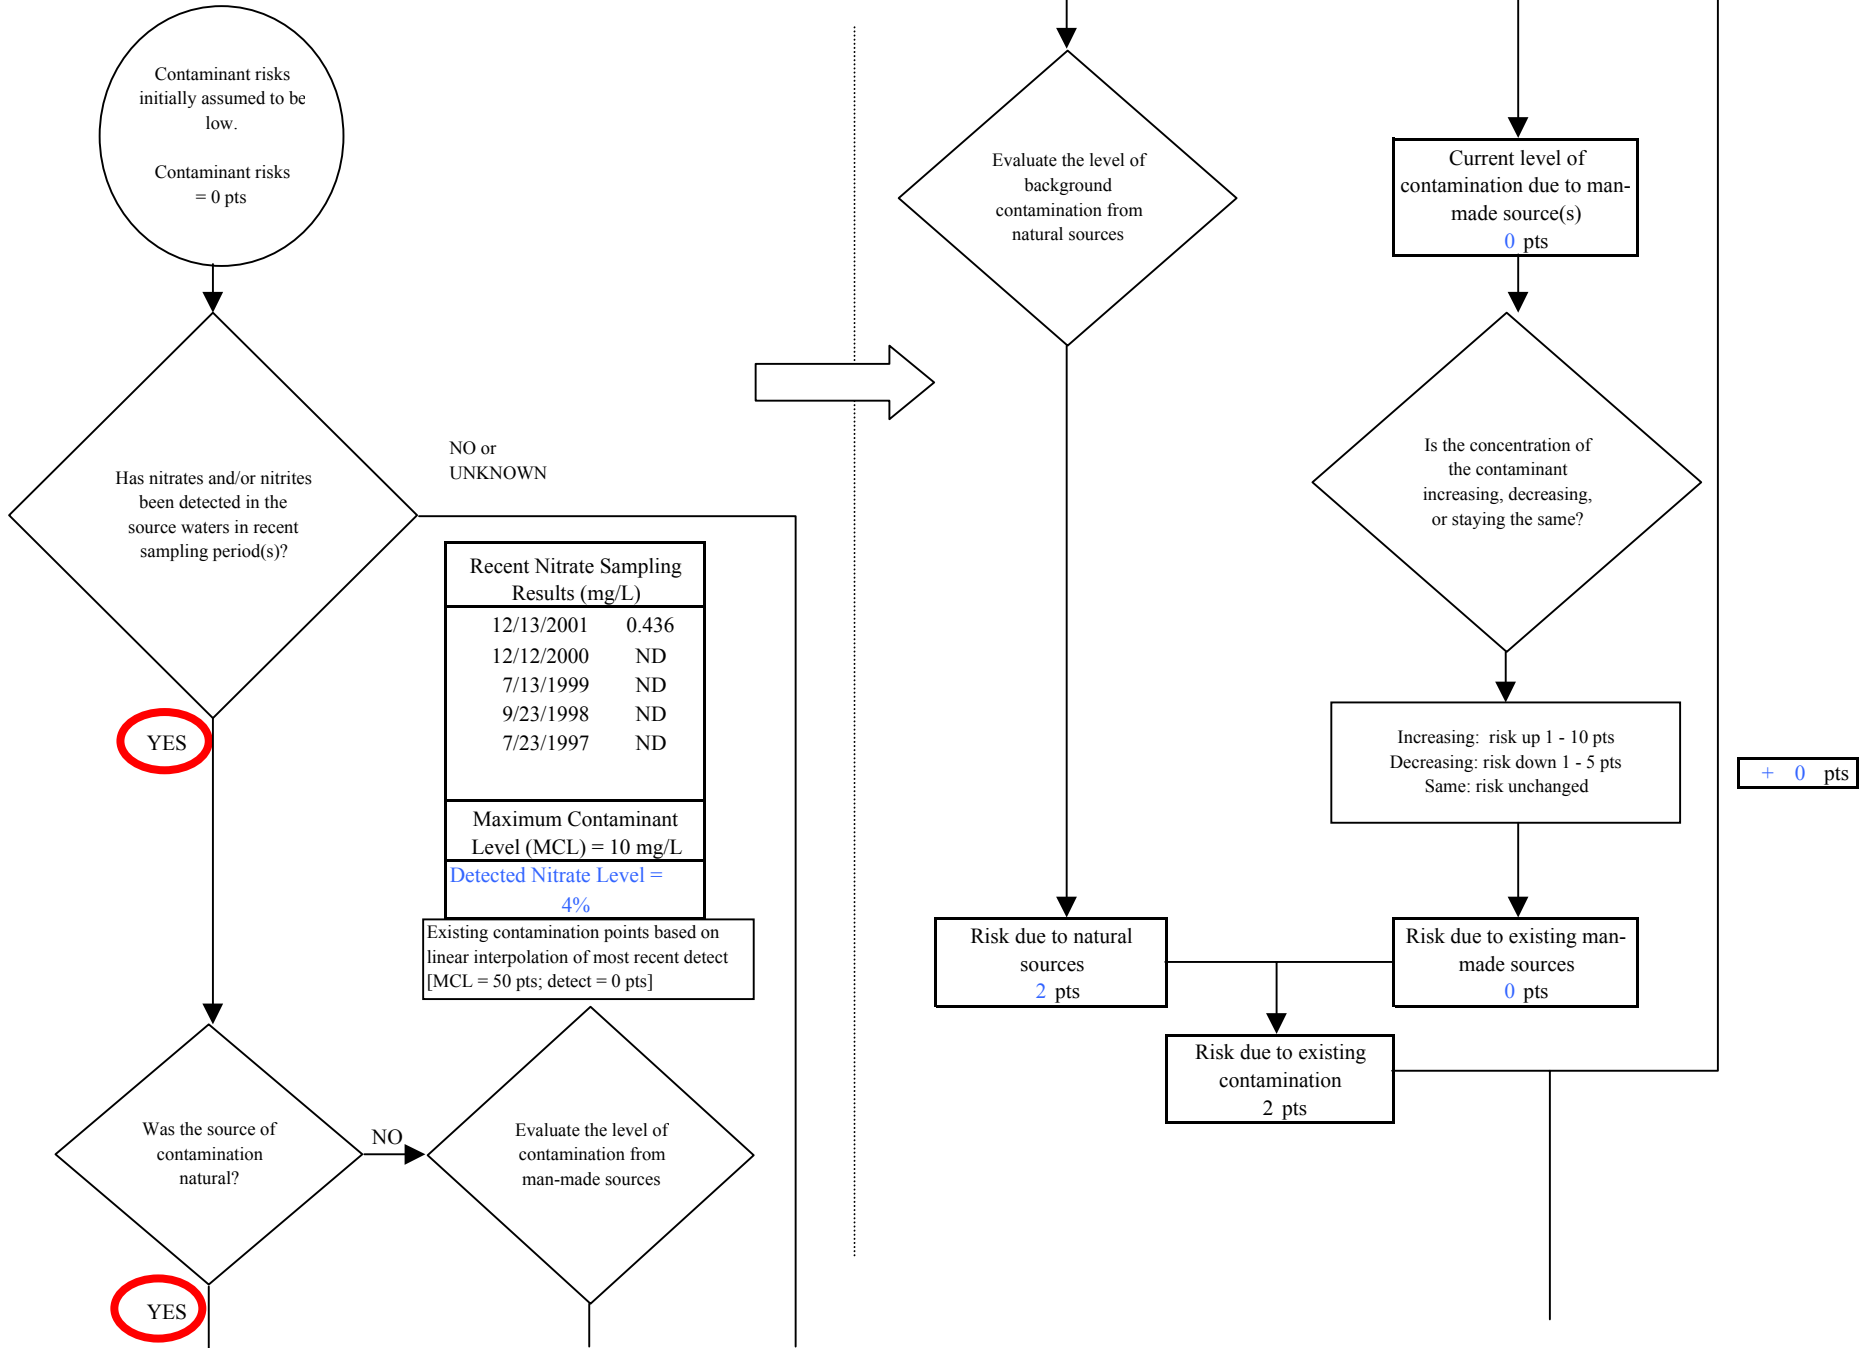 Contaminant risks
initially assumed to be
low.
Contaminant risks
= 0 pts
Has nitrates and/or nitrites
been detected in the
source waters in recent
sampling period(s)?
NO or
UNKNOWN
YES
Recent Nitrate Sampling
Results (mg/L)
12/13/2001 0.436
12/12/2000 ND
7/13/1999 ND
9/23/1998 ND
7/23/1997 ND
Maximum Contaminant
Level (MCL) = 10 mg/L
Detected Nitrate Level =
4%
Existing contamination points based on
linear interpolation of most recent detect
[MCL = 50 pts; detect = 0 pts]
Was the source of
contamination
natural?
NO
Evaluate the level of
contamination from
man-made sources
YES
Evaluate the level of
background
contamination from
natural sources
Current level of
contamination due to man-
made source(s)
0 pts
Is the concentration of
the contaminant
increasing, decreasing,
or staying the same?
Increasing: risk up 1 - 10 pts
Decreasing: risk down 1 - 5 pts
Same: risk unchanged
+ 0 pts
Risk due to natural
sources
2 pts
Risk due to existing man-
made sources
0 pts
Risk due to existing
contamination
2 pts